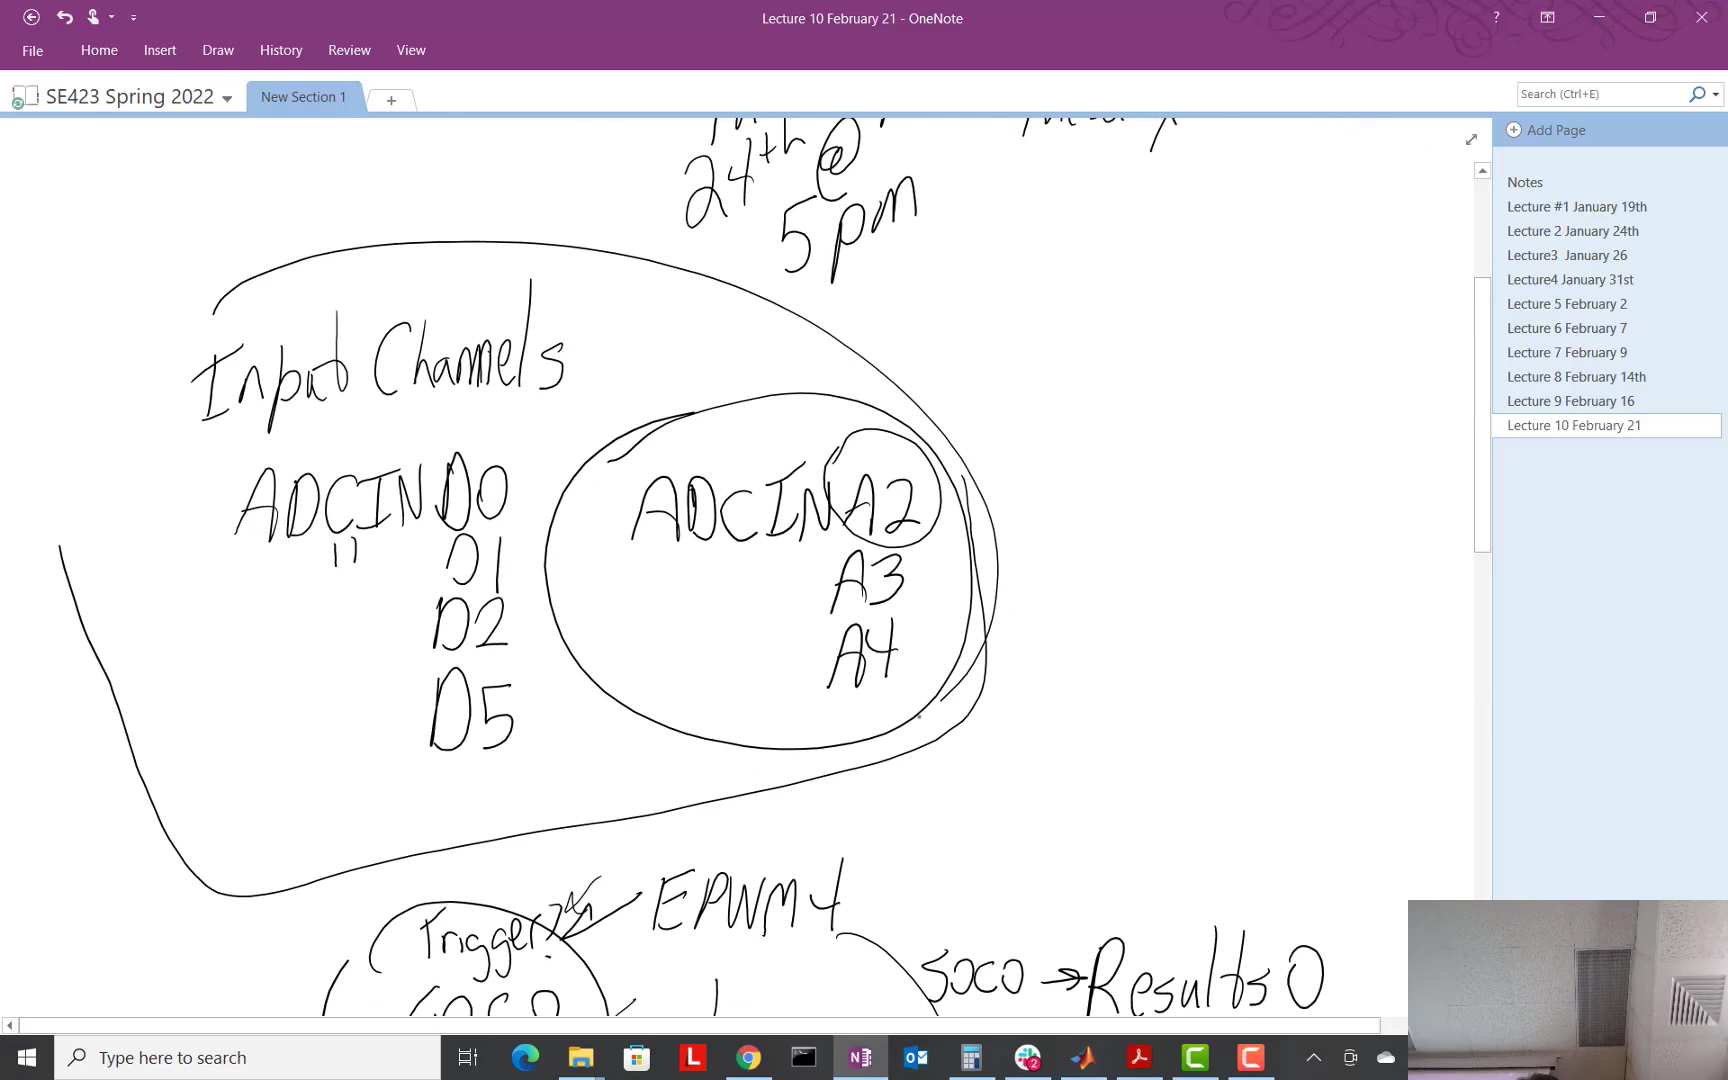 Lecture 10 February 21 - OneNote
?
File
Home
Insert
Draw
History
Review
View
SE423 Spring 2022
New Section 1
Search (Ctrl+E)
Add Page
Notes
Lecture #1 January 19th
Lecture 2 January 24th
Lecture3 January 26
Lecture4 January 31st
Lecture 5 February 2
Lecture 6 February 7
Lecture 7 February 9
Lecture 8 February 14th
Lecture 9 February 16
Lecture 10 February 21
24th @
5pm
Input Channels
ADCIND0
D1
D2
D5
ADCINA2
A3
A4
EPWM4
Trigger
SOC0 → Results 0
Type here to search